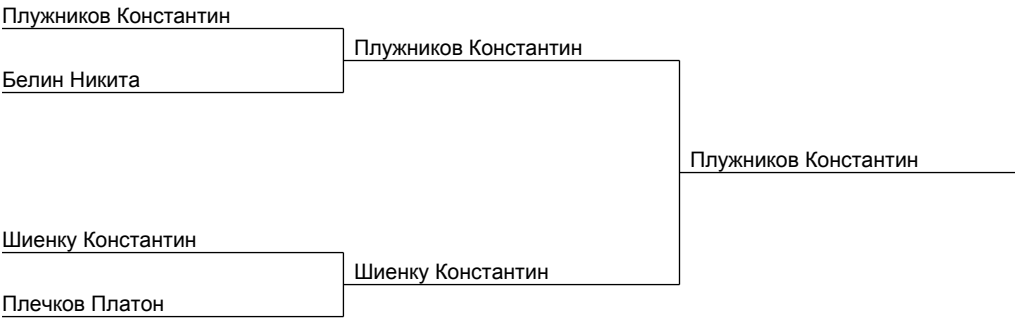 Плужников Константин
Плужников Константин
Белин Никита
Плужников Константин
Шиенку Константин
Шиенку Константин
Плечков Платон